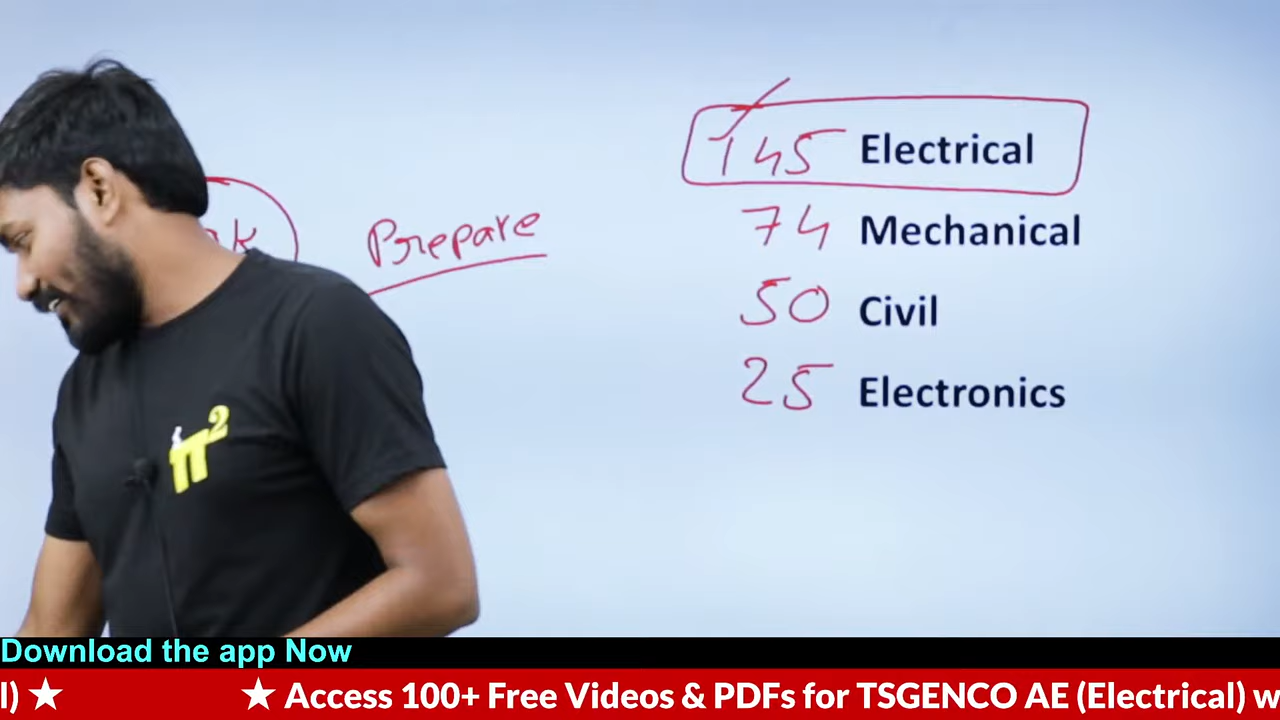 145 Electrical
74 Mechanical
Prepare
50 Civil
25 Electronics
π²
Download the app Now
l) ★ ★ Access 100+ Free Videos & PDFs for TSGENCO AE (Electrical) w